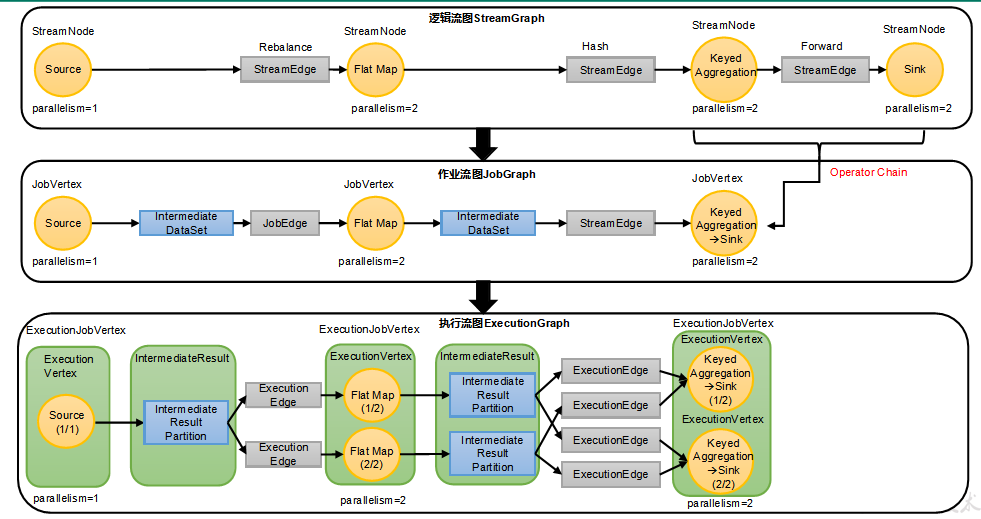 逻辑流图StreamGraph
StreamNode
StreamNode
StreamNode
StreamNode
Rebalance
Hash
Forward
Source
StreamEdge
Flat Map
StreamEdge
Keyed
Aggregation
StreamEdge
Sink
parallelism=1
parallelism=2
parallelism=2
parallelism=2
作业流图JobGraph
Operator Chain
JobVertex
JobVertex
JobVertex
Source
Intermediate
DataSet
JobEdge
Flat Map
Intermediate
DataSet
StreamEdge
Keyed
Aggregation
→Sink
parallelism=1
parallelism=2
parallelism=2
执行流图ExecutionGraph
ExecutionJobVertex
ExecutionJobVertex
ExecutionJobVertex
Execution
Vertex
IntermediateResult
ExecutionVertex
IntermediateResult
ExecutionVertex
Source
(1/1)
Intermediate
Result
Partition
Execution
Edge
Execution
Edge
Flat Map
(1/2)
Flat Map
(2/2)
Intermediate
Result
Partition
Intermediate
Result
Partition
ExecutionEdge
ExecutionEdge
ExecutionEdge
ExecutionEdge
Keyed
Aggregation
→Sink
(1/2)
ExecutionVertex
Keyed
Aggregation
→Sink
(2/2)
parallelism=1
parallelism=2
parallelism=2